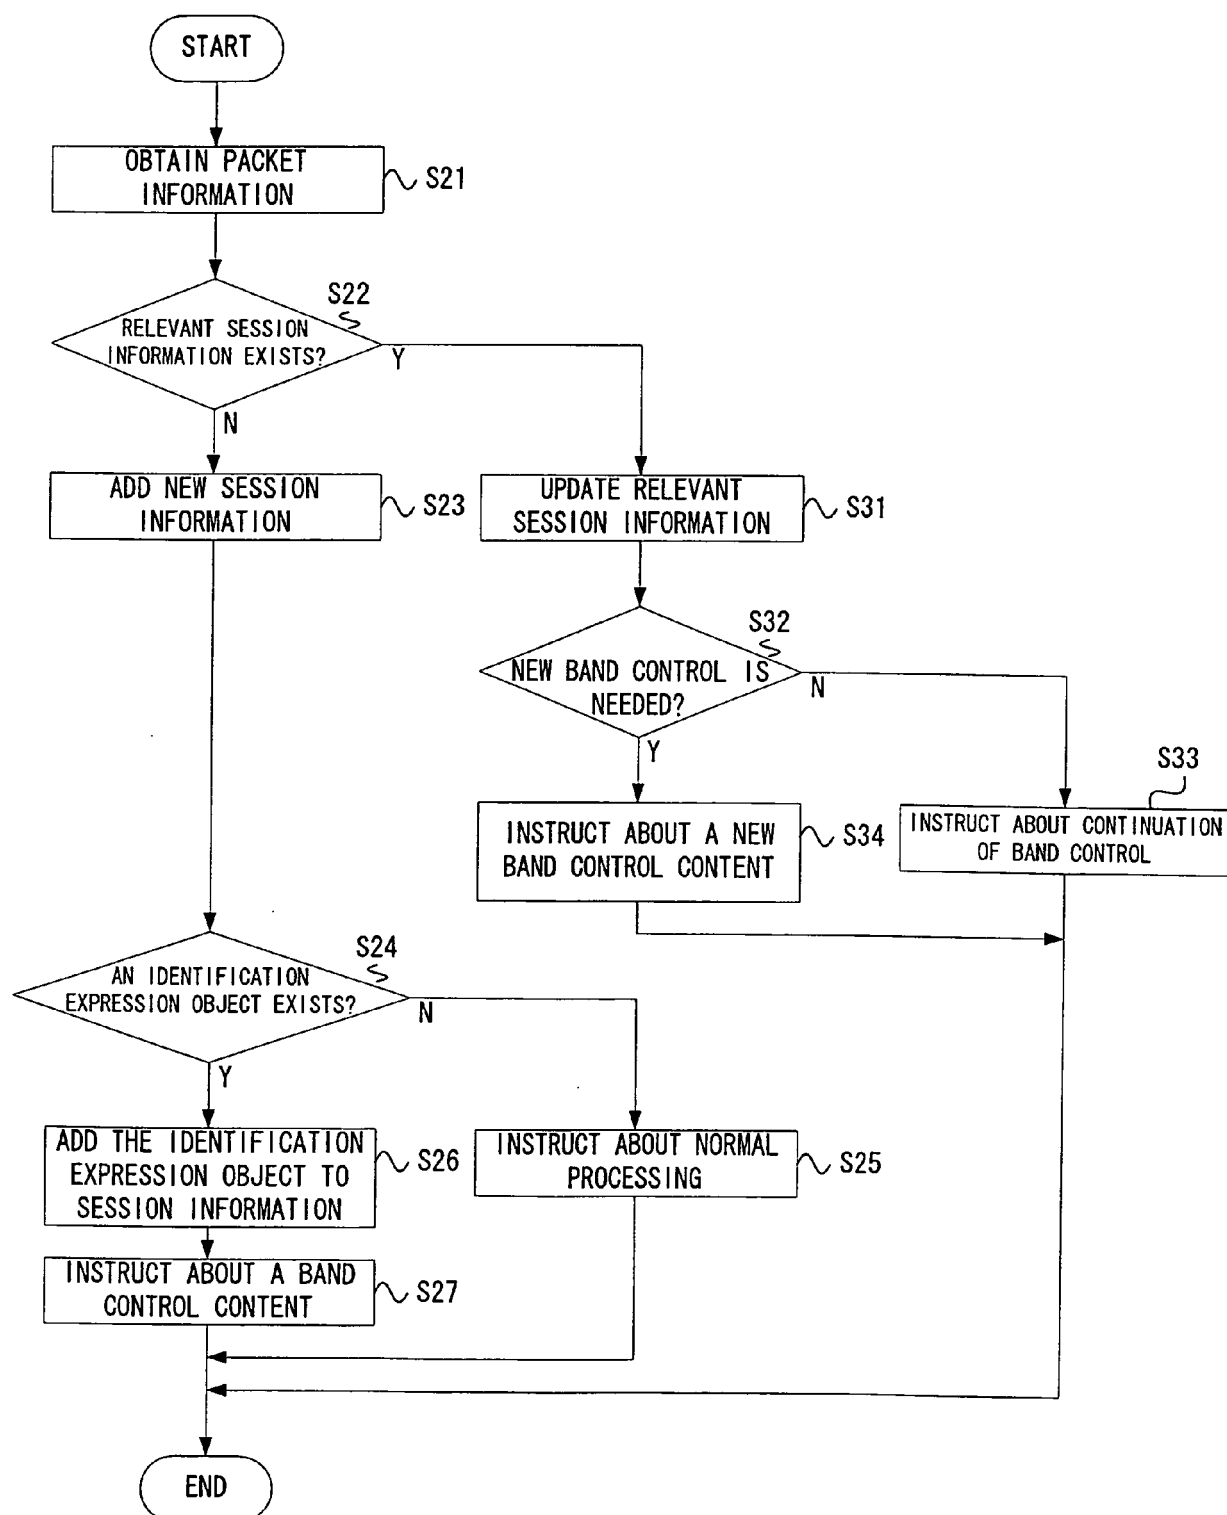 START
OBTAIN PACKET
INFORMATION
S21
S22
RELEVANT SESSION
INFORMATION EXISTS?
Y
N
ADD NEW SESSION
INFORMATION
S23
UPDATE RELEVANT
SESSION INFORMATION
S31
S32
NEW BAND CONTROL IS
NEEDED?
N
Y
S33
INSTRUCT ABOUT A NEW
BAND CONTROL CONTENT
S34
INSTRUCT ABOUT CONTINUATION
OF BAND CONTROL
S24
AN IDENTIFICATION
EXPRESSION OBJECT EXISTS?
N
Y
ADD THE IDENTIFICATION
EXPRESSION OBJECT TO
SESSION INFORMATION
S26
INSTRUCT ABOUT NORMAL
PROCESSING
S25
INSTRUCT ABOUT A BAND
CONTROL CONTENT
S27
END